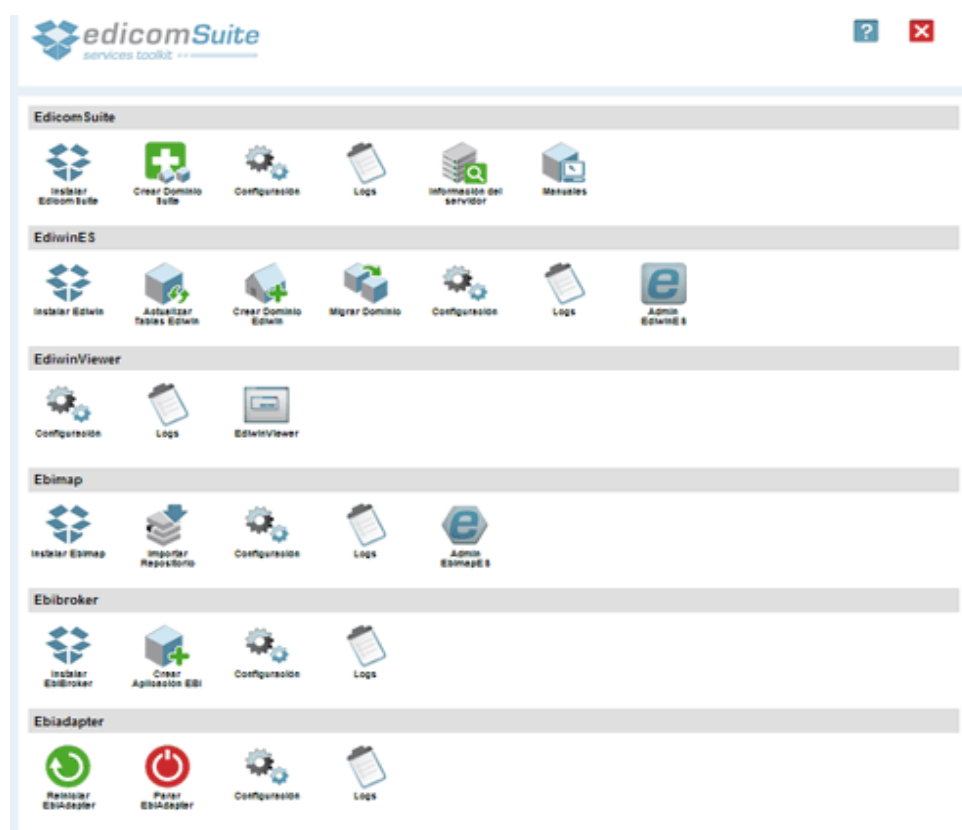 edicomSuite
services toolkit
?
EdicomSuite
Instalar
EdicomSuite
Crear Dominio
Suite
Configuración
Logs
Información del
servidor
Manuales
EdiwinES
Instalar Ediwin
Actualizar
Tablas Ediwin
Crear Dominio
Ediwin
Migrar Dominio
Configuración
Logs
Admin
EdiwinES
EdiwinViewer
Configuración
Logs
EdiwinViewer
Ebimap
Instalar Ebimap
Importar
Repositorio
Configuración
Logs
Admin
EbimapES
Ebibroker
Instalar
EbiBroker
Crear
Aplicación EBI
Configuración
Logs
Ebiadapter
Reiniciar
EbiAdapter
Parar
EbiAdapter
Configuración
Logs